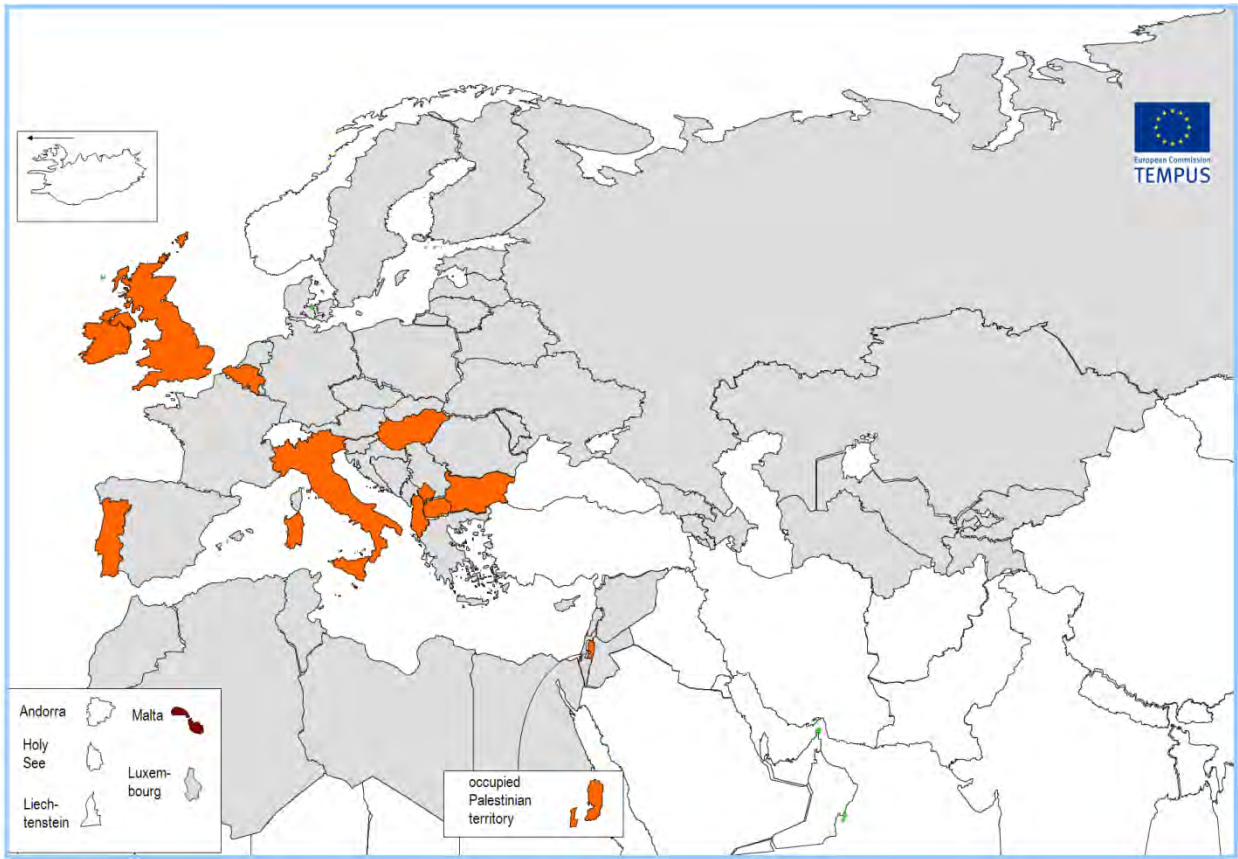 European Commission
TEMPUS
Andorra
Malta
Holy
See
Luxem-
bourg
Liech-
tenstein
occupied
Palestinian
territory